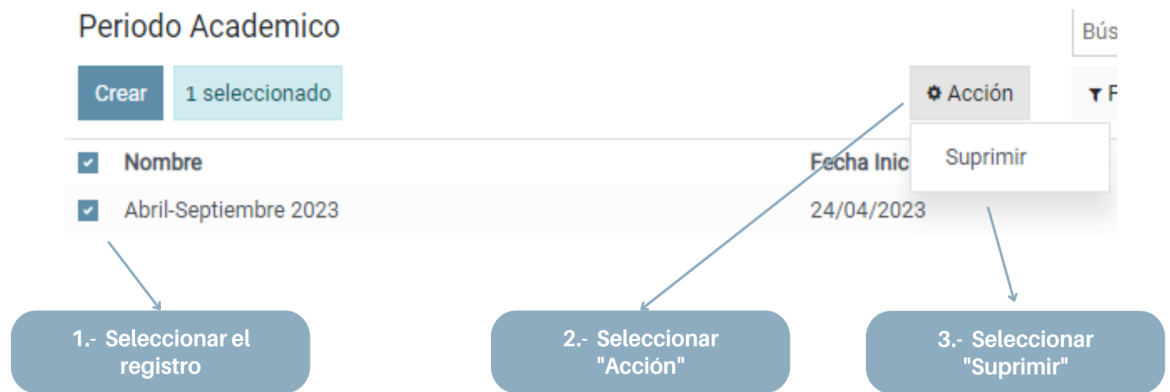 Periodo Academico
Bús
Crear
1 seleccionado
Acción
F
Nombre
Fecha Inic
Suprimir
Abril-Septiembre 2023
24/04/2023
1.- Seleccionar el
registro
2.- Seleccionar
"Acción"
3.- Seleccionar
"Suprimir"